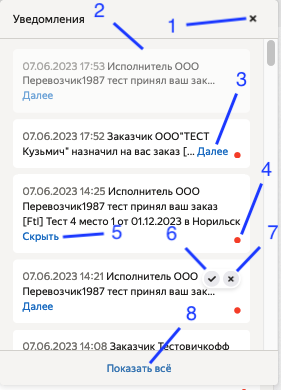 1
2
Уведомления
07.06.2023 17:53 Исполнитель ООО
Перевозчик1987 тест принял ваш зак...
Далее
3
07.06.2023 17:52 Заказчик ООО"ТЕСТ
Кузьмич" назначил на вас заказ [... Далее
4
07.06.2023 14:25 Исполнитель ООО
Перевозчик1987 тест принял ваш заказ
[Ftl] Тест 4 место 1 от 01.12.2023 в Норильск
Скрыть
5
6
7
07.06.2023 14:21 Исполнитель ООО
Перевозчик1987 тест принял ваш зак...
Далее
8
07.06.2023 14:08 Заказчик Тестовичкофф
Показать всё